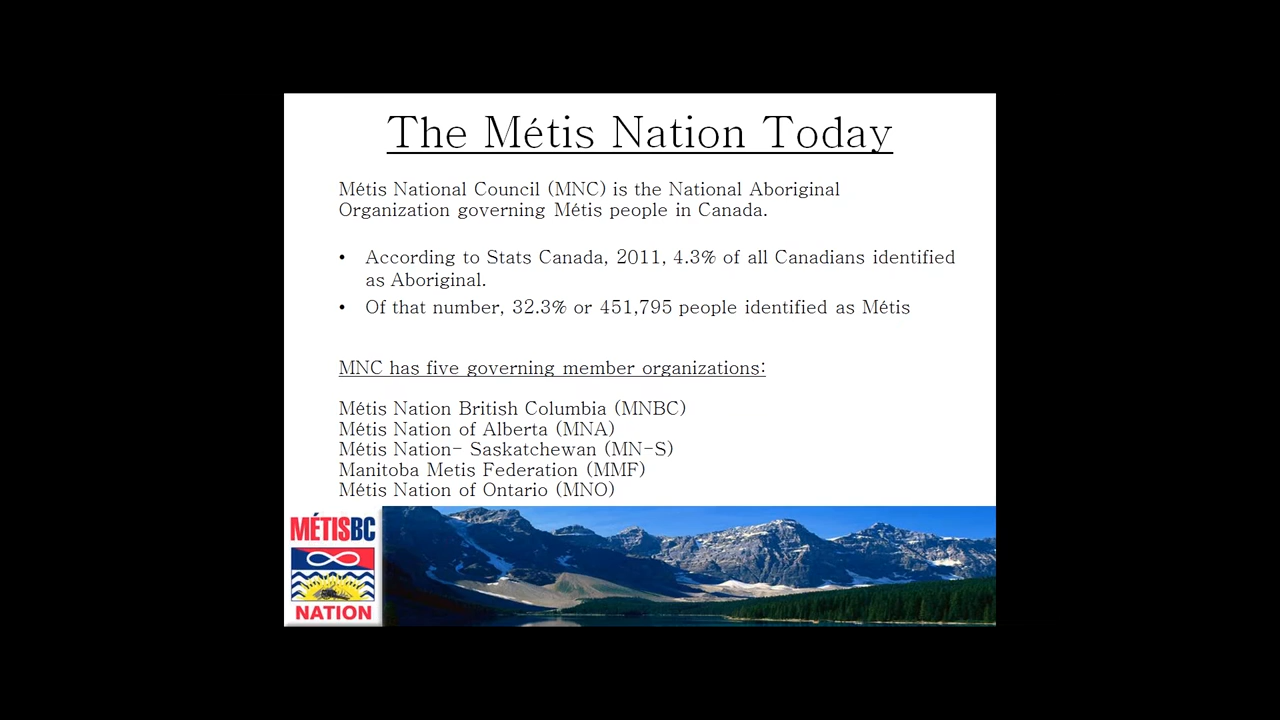 The Métis Nation Today
Métis National Council (MNC) is the National Aboriginal
Organization governing Métis people in Canada.
• According to Stats Canada, 2011, 4.3% of all Canadians identified
as Aboriginal.
• Of that number, 32.3% or 451,795 people identified as Métis
MNC has five governing member organizations:
Métis Nation British Columbia (MNBC)
Métis Nation of Alberta (MNA)
Métis Nation- Saskatchewan (MN-S)
Manitoba Metis Federation (MMF)
Métis Nation of Ontario (MNO)
MÉTISBC
NATION